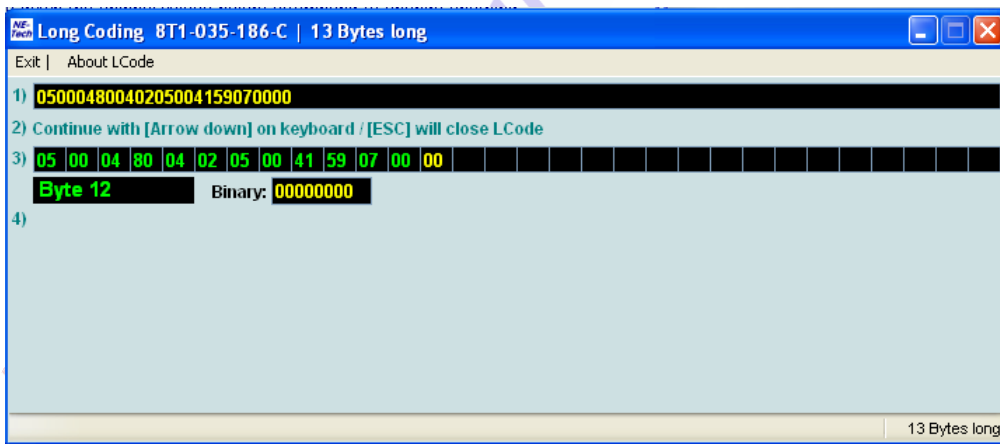 NE-Tech Long Coding 8T1-035-186-C | 13 Bytes long
Exit | About LCode
1) 05000480040205004159070000
2) Continue with [Arrow down] on keyboard / [ESC] will close LCode
3) 05 00 04 80 04 02 05 00 41 59 07 00 00
Byte 12 Binary: 00000000
4)
13 Bytes long